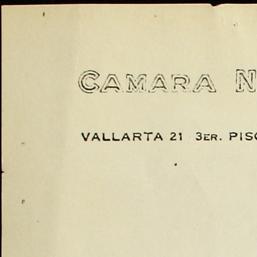 CAMARA N
VALLARTA 21 3ER. PISO